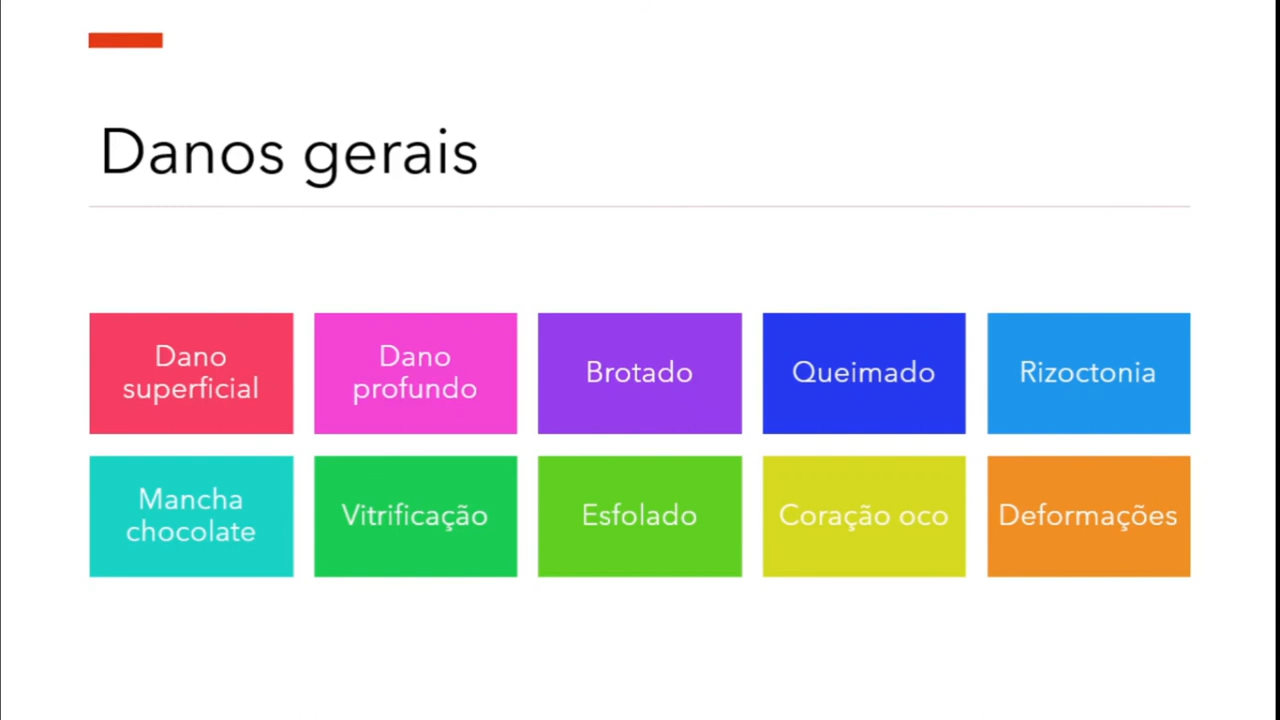 Danos gerais
Dano
superficial
Dano
profundo
Brotado
Queimado
Rizoctonia
Mancha
chocolate
Vitrificação
Esfolado
Coração oco
Deformações